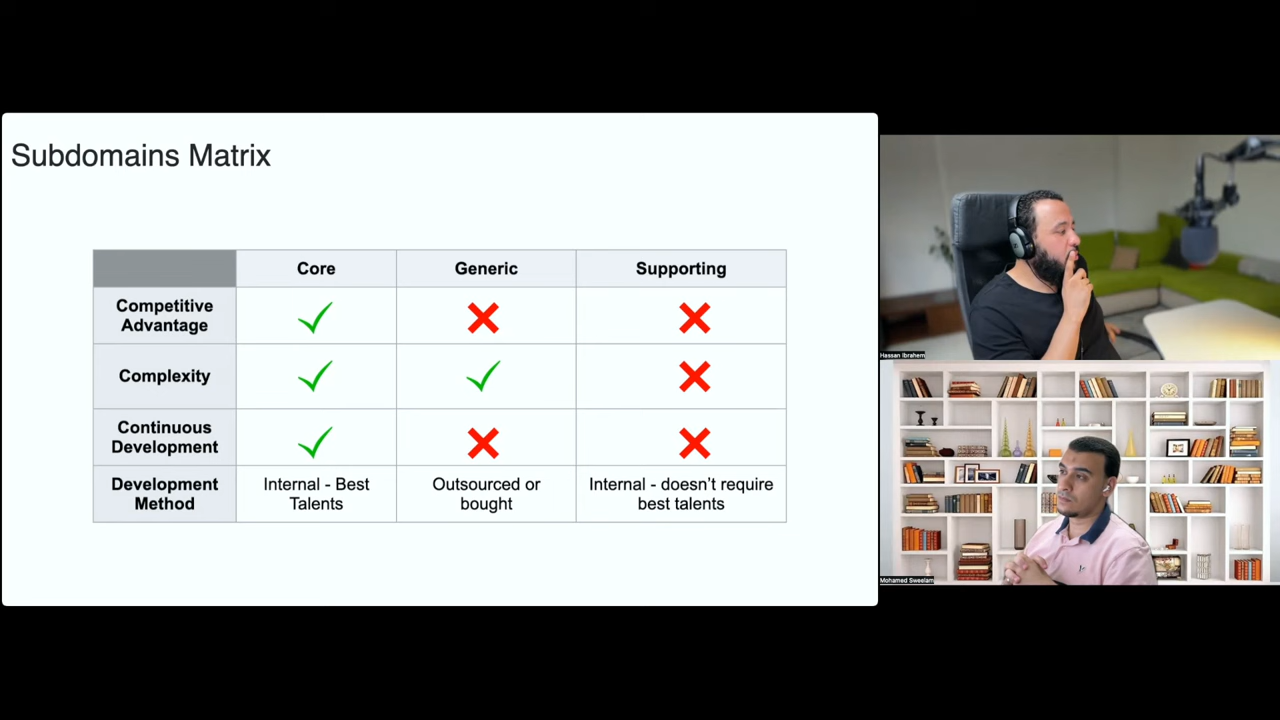 Subdomains Matrix
Core
Generic
Supporting
Competitive
Advantage
Complexity
Continuous
Development
Development
Method
Internal - Best
Talents
Outsourced or
bought
Internal - doesn't require
best talents
Hassan Ibrahem
Mohamed Sweelam